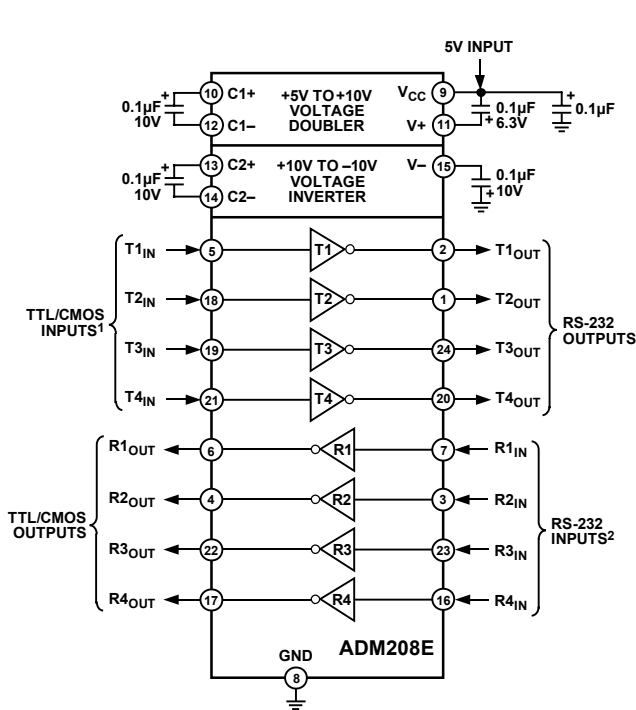 5V INPUT
0.1µF
10V
+
10
C1+
12
C1–
+5V TO +10V
VOLTAGE
DOUBLER
VCC
9
V+
11
0.1µF
+ 6.3V
+
0.1µF
0.1µF
10V
+
13
C2+
14
C2–
+10V TO –10V
VOLTAGE
INVERTER
V–
15
0.1µF
+ 10V
TTL/CMOS
INPUTS1
T1IN
5
T1
2
T1OUT
T2IN
18
T2
1
T2OUT
T3IN
19
T3
24
T3OUT
T4IN
21
T4
20
T4OUT
RS-232
OUTPUTS
TTL/CMOS
OUTPUTS
R1OUT
6
R1
7
R1IN
R2OUT
4
R2
3
R2IN
R3OUT
22
R3
23
R3IN
R4OUT
17
R4
16
R4IN
RS-232
INPUTS2
ADM208E
GND
8